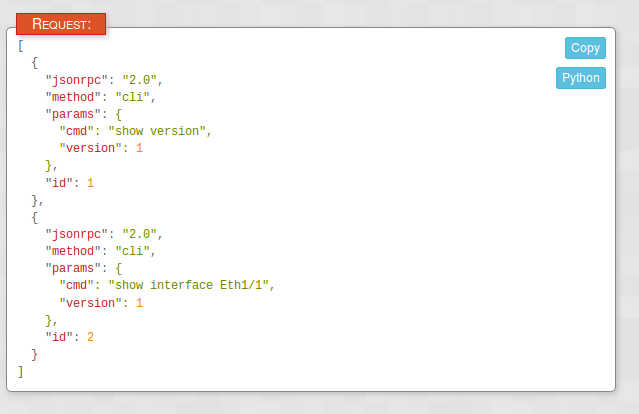 REQUEST:
Copy
Python
[
  {
    "jsonrpc": "2.0",
    "method": "cli",
    "params": {
      "cmd": "show version",
      "version": 1
    },
    "id": 1
  },
  {
    "jsonrpc": "2.0",
    "method": "cli",
    "params": {
      "cmd": "show interface Eth1/1",
      "version": 1
    },
    "id": 2
  }
]